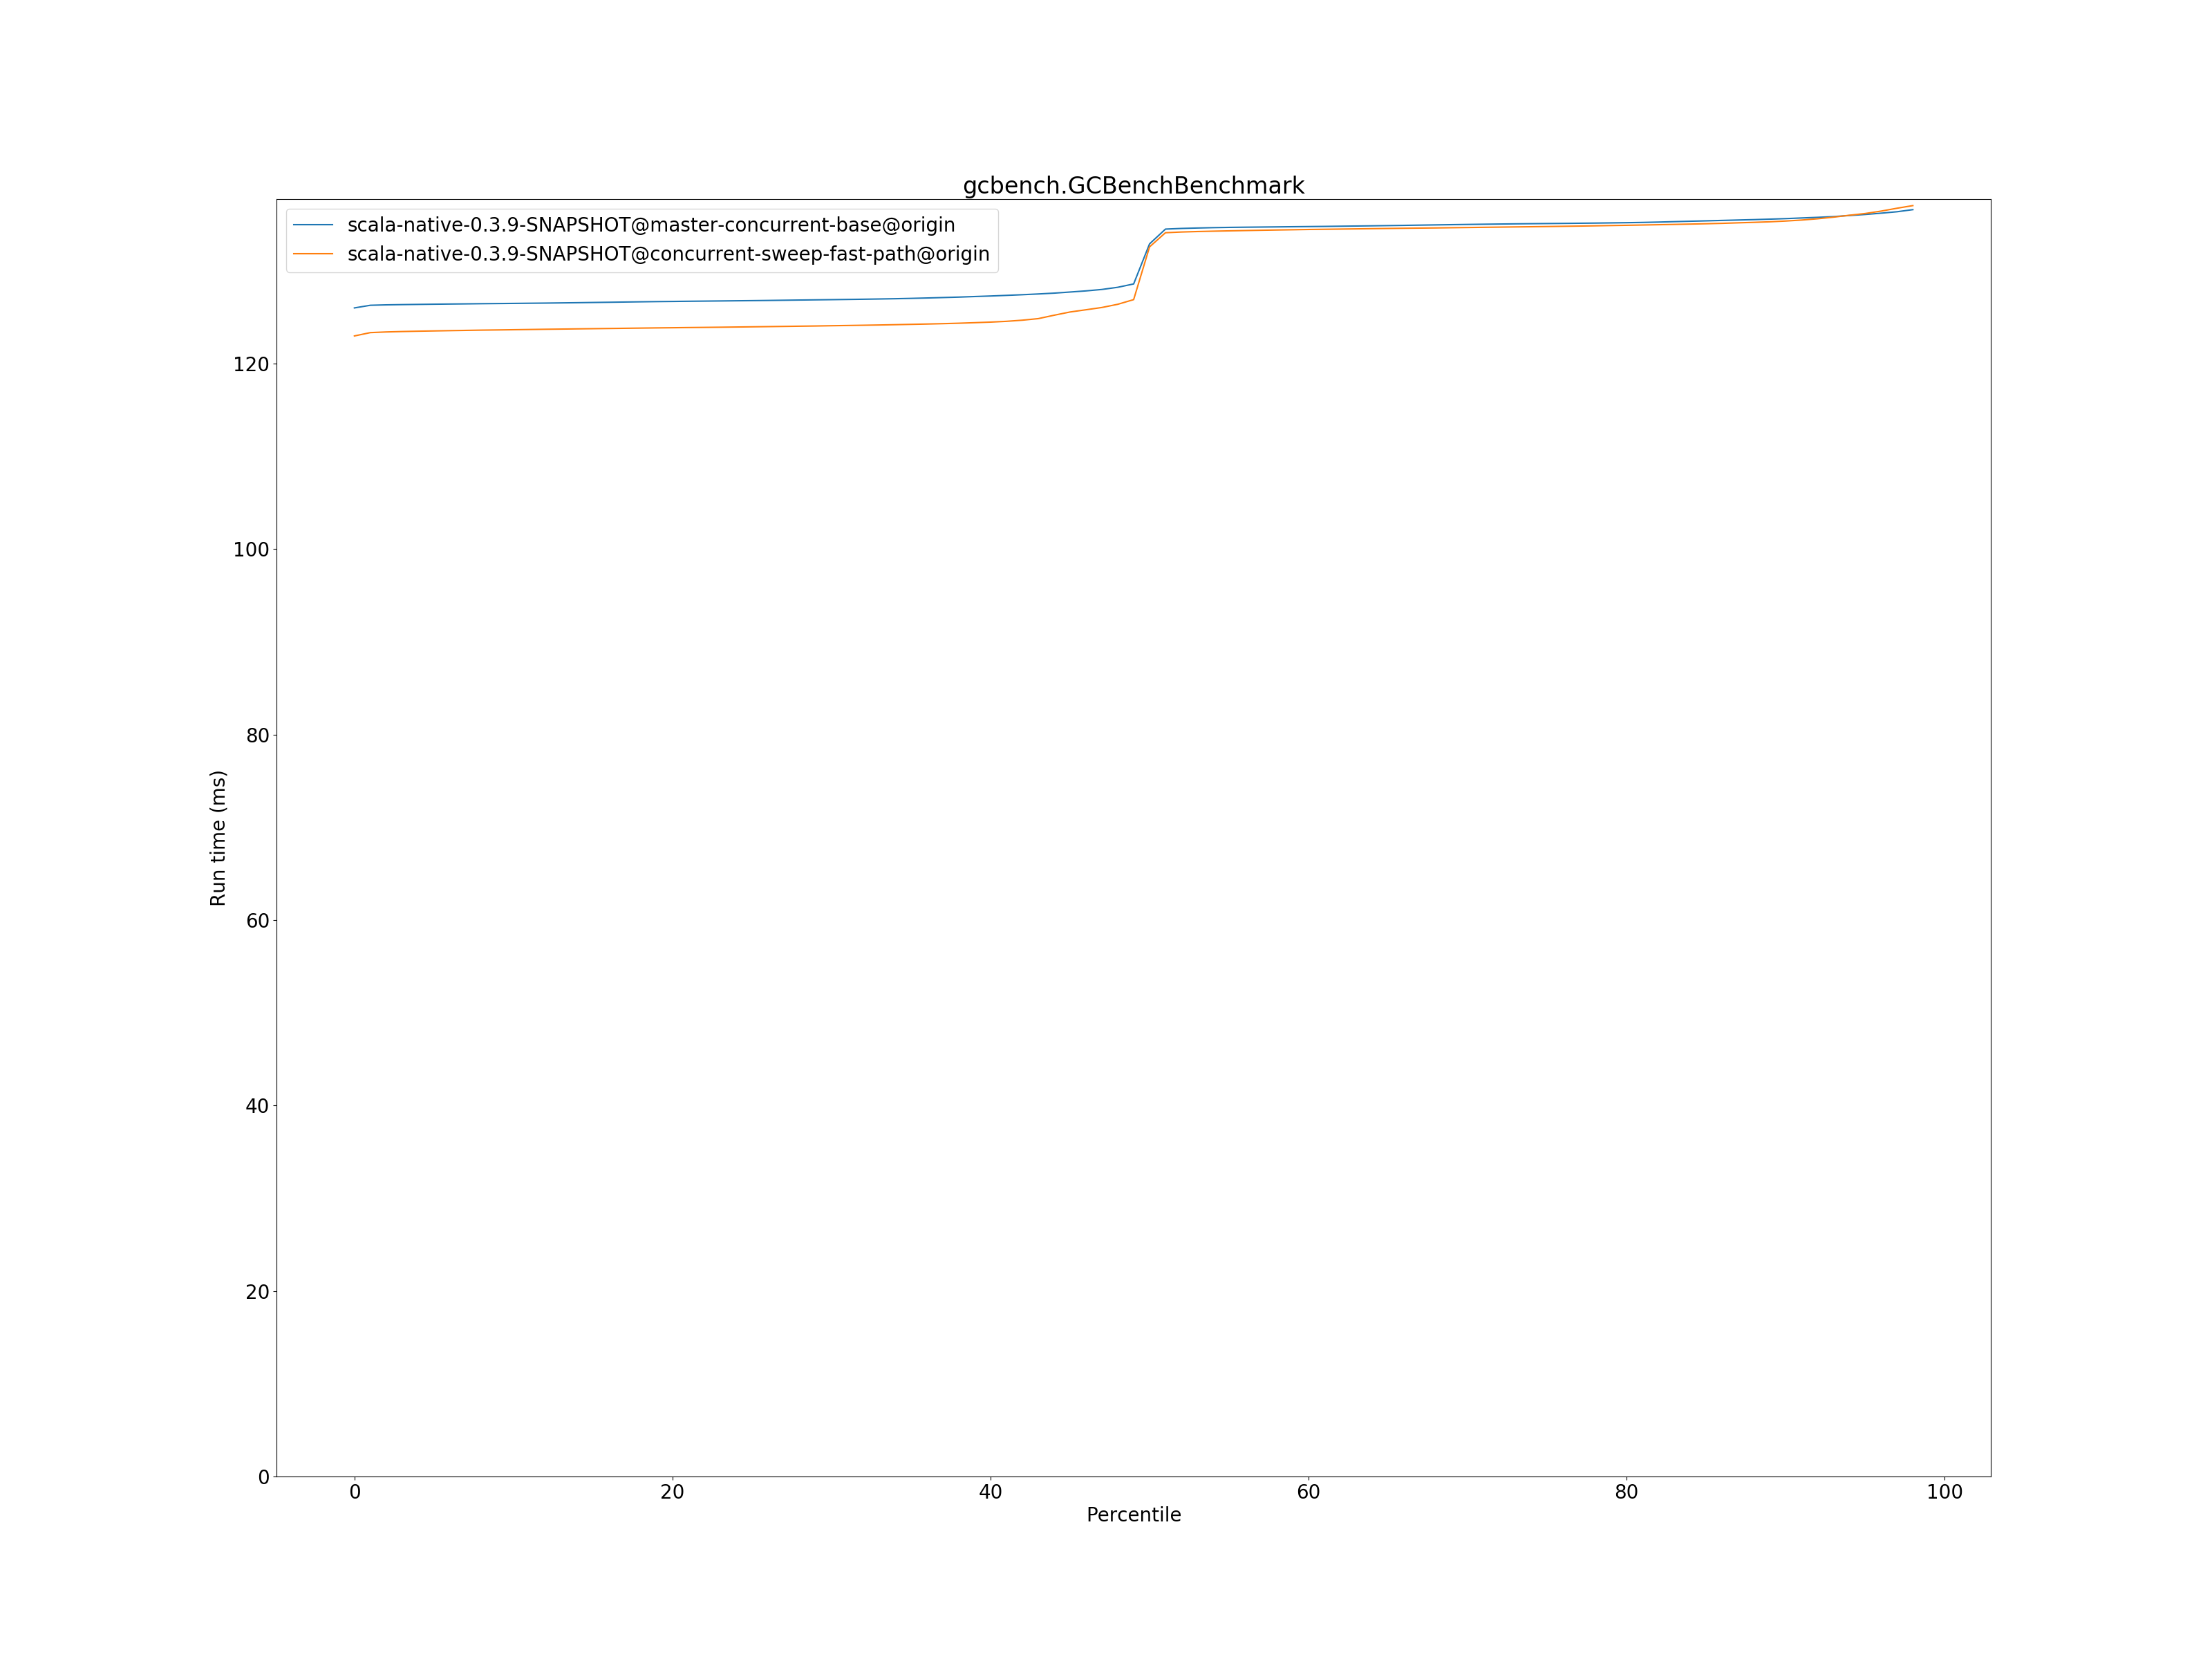 gcbench.GCBenchBenchmark
scala-native-0.3.9-SNAPSHOT@master-concurrent-base@origin
scala-native-0.3.9-SNAPSHOT@concurrent-sweep-fast-path@origin
120
100
80
60
40
20
0
Run time (ms)
0 20 40 60 80 100
Percentile